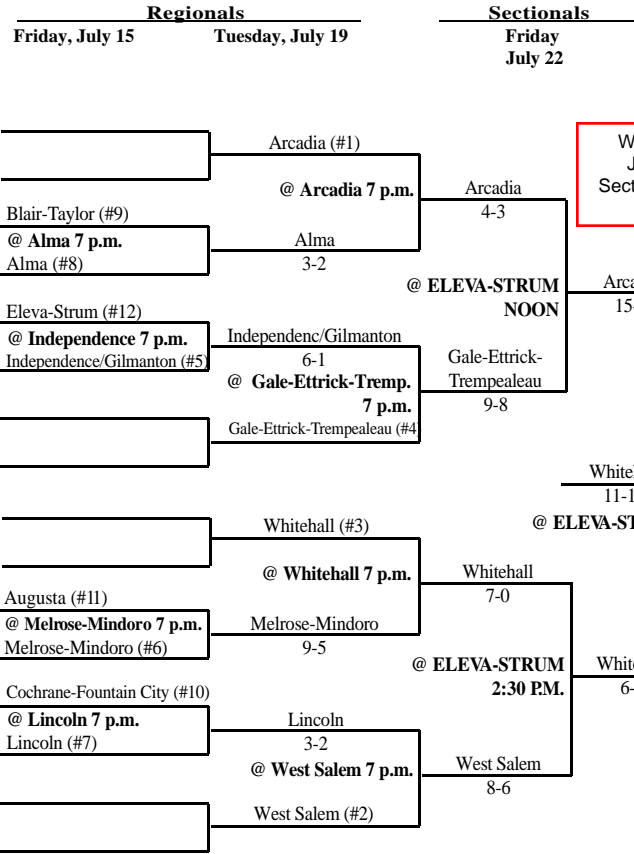 Regionals
Sectionals
Friday, July 15
Tuesday, July 19
Friday
July 22
Arcadia (#1)
@ Arcadia 7 p.m.
Arcadia
4-3
Blair-Taylor (#9)
@ Alma 7 p.m.
Alma (#8)
Alma
3-2
@ ELEVA-STRUM
NOON
Eleva-Strum (#12)
@ Independence 7 p.m.
Independence/Gilmanton (#5)
Independenc/Gilmanton
6-1
@ Gale-Ettrick-Tremp.
7 p.m.
Gale-Ettrick-Trempealeau (#4
Gale-Ettrick-
Trempealeau
9-8
Whitehall (#3)
@ Whitehall 7 p.m.
Whitehall
7-0
@ ELEVA-ST
Augusta (#11)
@ Melrose-Mindoro 7 p.m.
Melrose-Mindoro (#6)
Melrose-Mindoro
9-5
@ ELEVA-STRUM
2:30 P.M.
Cochrane-Fountain City (#10)
@ Lincoln 7 p.m.
Lincoln (#7)
Lincoln
3-2
@ West Salem 7 p.m.
West Salem
8-6
West Salem (#2)